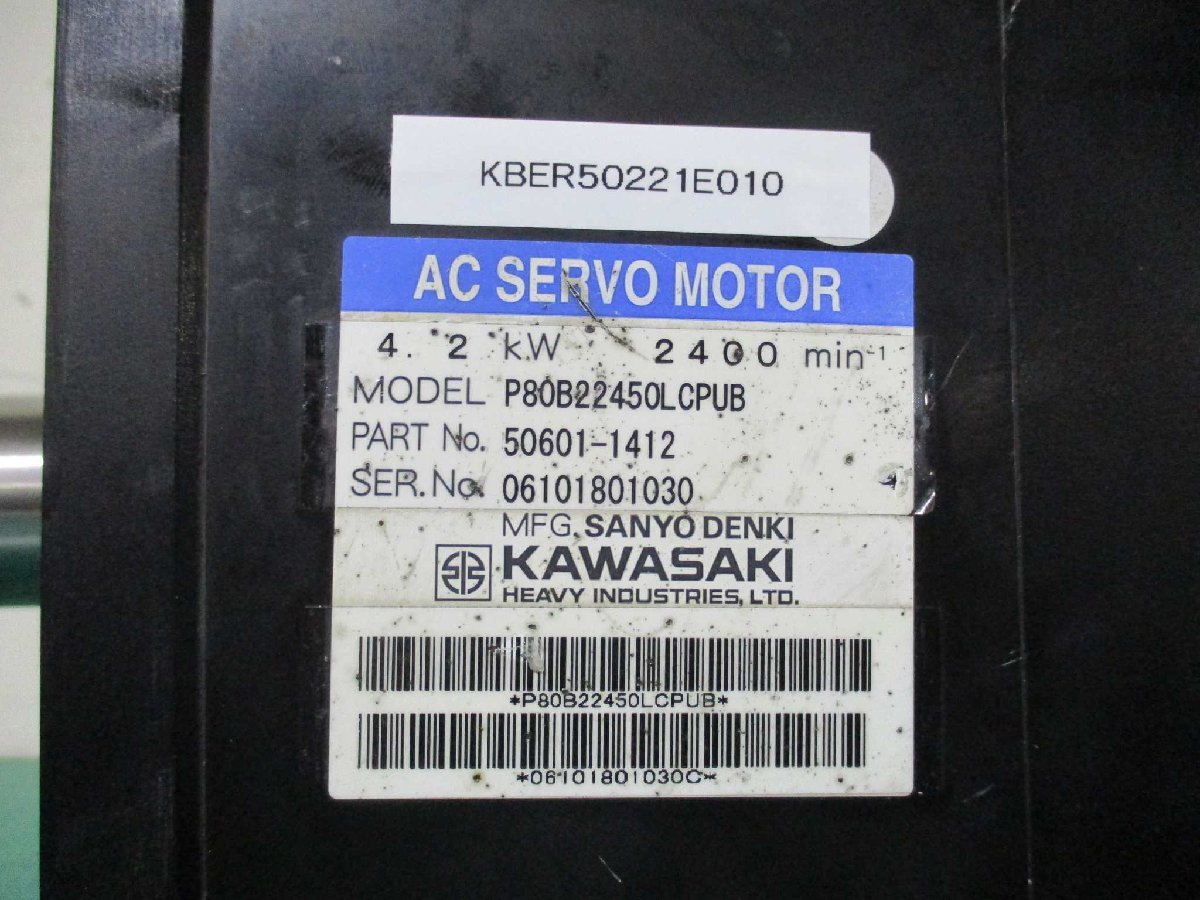 KBER50221E010
AC SERVO MOTOR
4.2 kW 2400 min-1
MODEL P80B22450LCPUB
PART No. 50601-1412
SER.No. 06101801030
MFG. SANYO DENKI
KAWASAKI
HEAVY INDUSTRIES, LTD.
*P80B22450LCPUB*
*06101801030C*